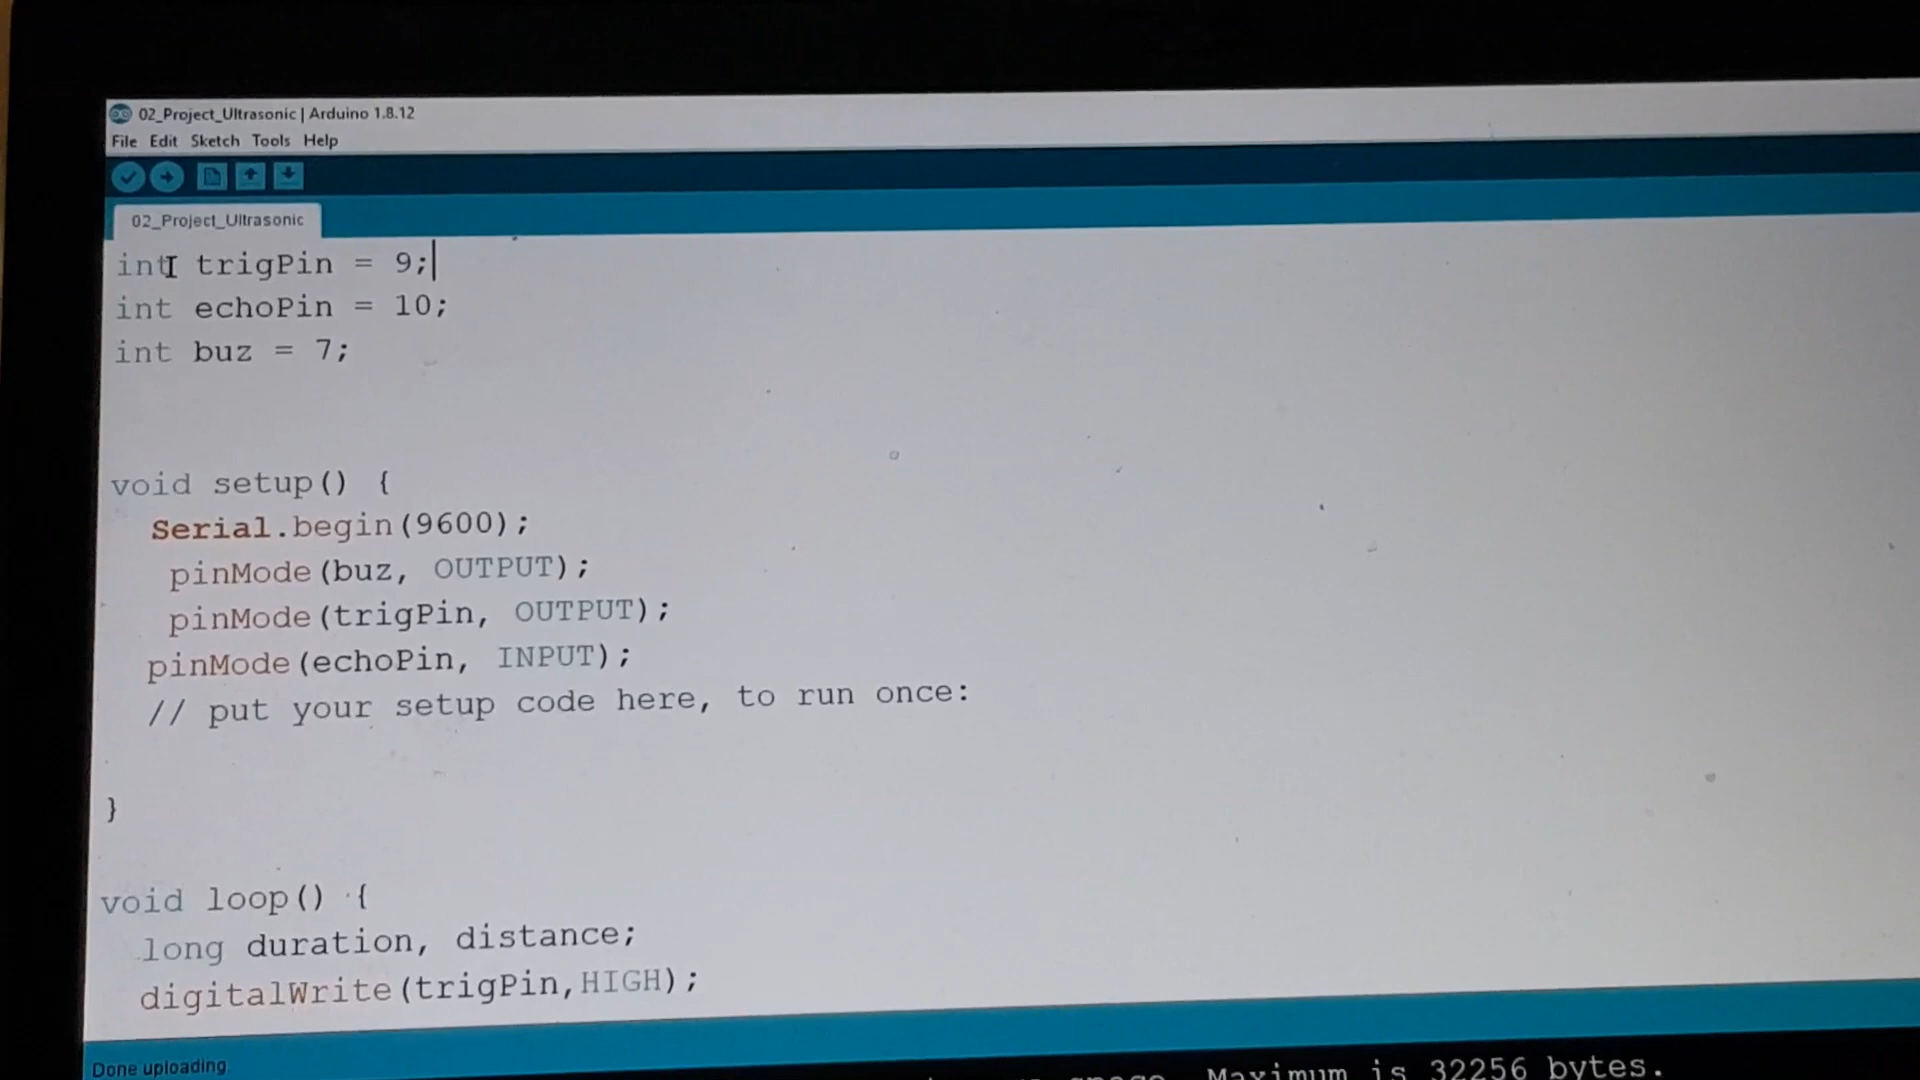 02_Project_Ultrasonic | Arduino 1.8.12
File Edit Sketch Tools Help
02_Project_Ultrasonic
int trigPin = 9;
int echoPin = 10;
int buz = 7;
void setup() {
Serial.begin(9600);
pinMode(buz, OUTPUT);
pinMode(trigPin, OUTPUT);
pinMode(echoPin, INPUT);
// put your setup code here, to run once:
}
void loop() {
long duration, distance;
digitalWrite(trigPin,HIGH);
Done uploading.
Maximum is 32256 bytes.